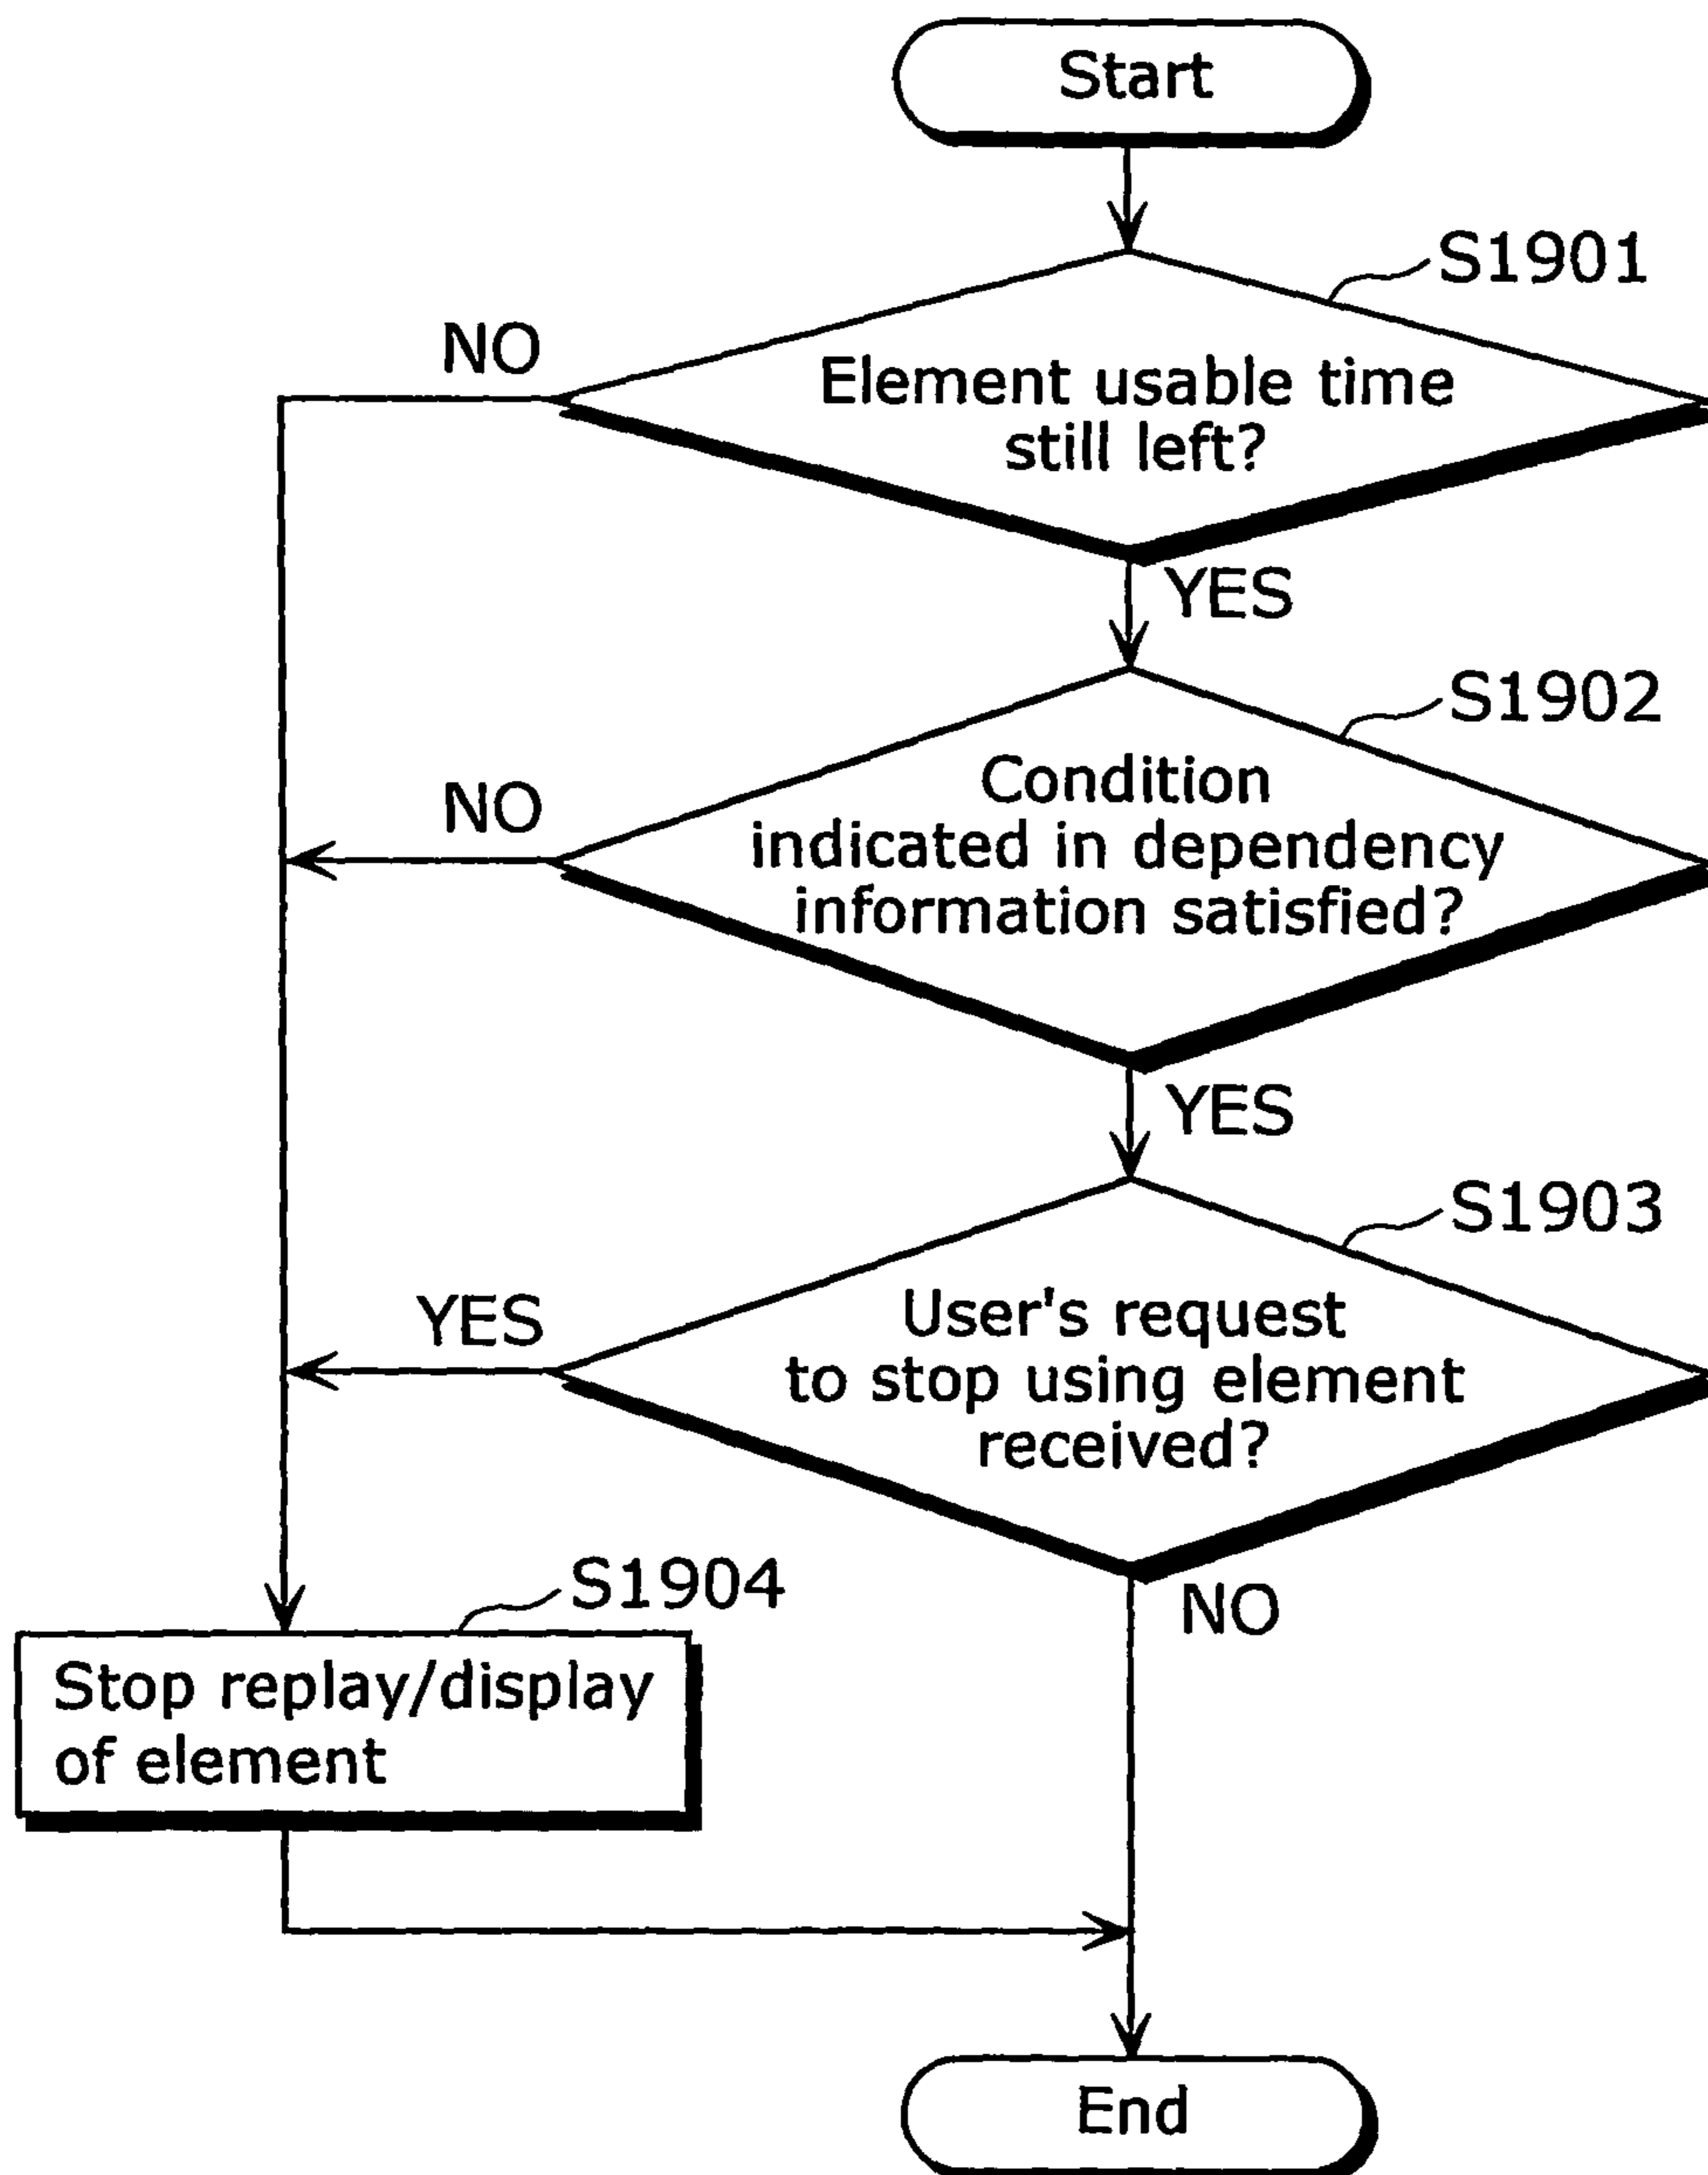 Start
S1901
NO
Element usable time
still left?
YES
S1902
NO
Condition
indicated in dependency
information satisfied?
YES
S1903
YES
User's request
to stop using element
received?
NO
S1904
Stop replay/display
of element
End